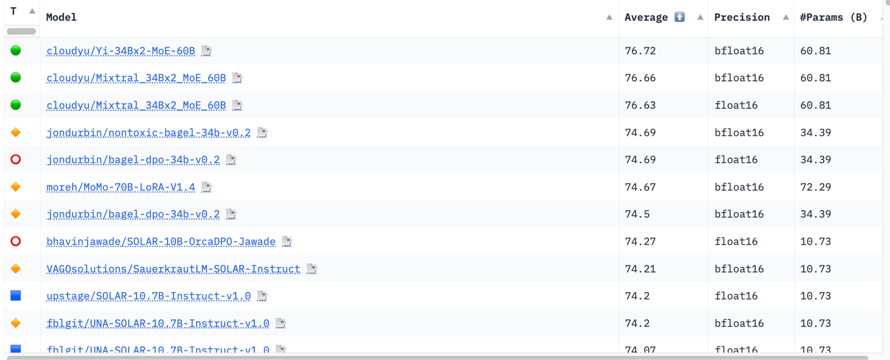 T Model Average Precision #Params (B)
cloudyu/Yi-34Bx2-MoE-60B 76.72 bfloat16 60.81
cloudyu/Mixtral_34Bx2_MoE_60B 76.66 bfloat16 60.81
cloudyu/Mixtral_34Bx2_MoE_60B 76.63 float16 60.81
jondurbin/nontoxic-bagel-34b-v0.2 74.69 bfloat16 34.39
jondurbin/bagel-dpo-34b-v0.2 74.69 float16 34.39
moreh/MoMo-70B-LoRA-V1.4 74.67 bfloat16 72.29
jondurbin/bagel-dpo-34b-v0.2 74.5 bfloat16 34.39
bhavinjawade/SOLAR-10B-OrcaDPO-Jawade 74.27 float16 10.73
VAGOsolutions/SauerkrautLM-SOLAR-Instruct 74.21 bfloat16 10.73
upstage/SOLAR-10.7B-Instruct-v1.0 74.2 float16 10.73
fblgit/UNA-SOLAR-10.7B-Instruct-v1.0 74.2 bfloat16 10.73
fblgit/UNA-SOLAR-10.7B-Instruct-v1.0 74.07 float16 10.73